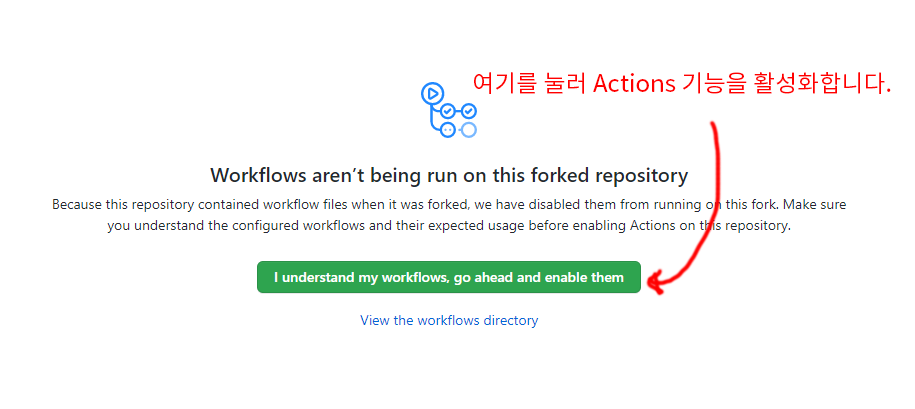 여기를 눌러 Actions 기능을 활성화합니다.
Workflows aren’t being run on this forked repository
Because this repository contained workflow files when it was forked, we have disabled them from running on this fork. Make sure
you understand the configured workflows and their expected usage before enabling Actions on this repository.
I understand my workflows, go ahead and enable them
View the workflows directory